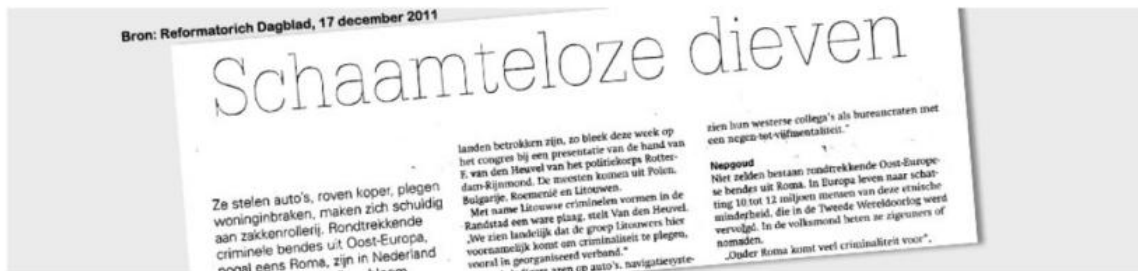 Bron: Reformatorich Dagblad, 17 december 2011
Schaamteloze dieven
Ze stelen auto's, roven koper, plegen
woninginbraken, maken zich schuldig
aan zakkenrollerij. Rondtrekkende
criminele bendes uit Oost-Europa,
nogal eens Roma, zijn in Nederland
landen betrokken zijn, zo bleek deze week op
het congres bij een presentatie van de hand van
F. van den Heuvel van het politiekorps Rotter-
dam-Rijnmond. De meesten komen uit Polen,
Bulgarije, Roemenië en Litouwen.
Met name Litouwse criminelen vormen in de
Randstad een ware plaag, stelt Van den Heuvel.
„We zien landelijk dat de groep Litouwers hier
voornamelijk komt om criminaliteit te plegen,
vooral in georganiseerd verband."
azen op auto's, navigatiesyste-
zien hun westerse collega's als bureaucraten met
een negen-tot-vijfmentaliteit."
Nepgoud
Niet zelden bestaan rondtrekkende Oost-Europe-
se bendes uit Roma. In Europa leven naar schat-
ting 10 tot 12 miljoen mensen van deze etnische
minderheid, die in de Tweede Wereldoorlog werd
vervolgd. In de volksmond heten ze zigeuners of
nomaden.
„Onder Roma komt veel criminaliteit voor",